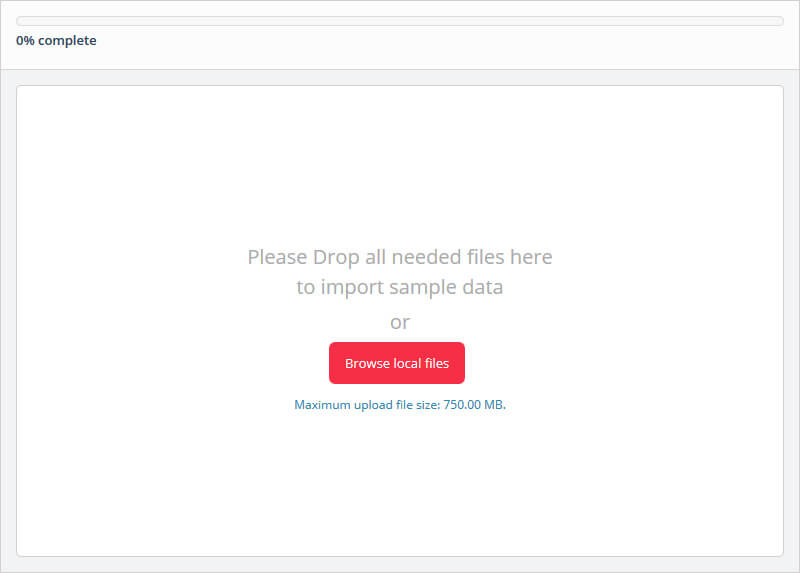 0% complete
Please Drop all needed files here
to import sample data
or
Browse local files
Maximum upload file size: 750.00 MB.